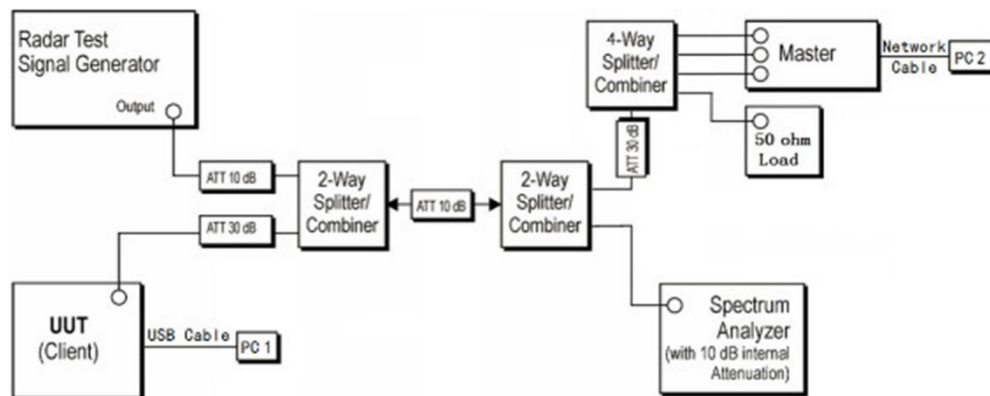 Radar Test
Signal Generator
Output
ATT 10 dB
ATT 30 dB
2-Way
Splitter/
Combiner
ATT 10 dB
2-Way
Splitter/
Combiner
ATT 30 dB
4-Way
Splitter/
Combiner
Master
Network
Cable
PC 2
50 ohm
Load
UUT
(Client)
USB Cable
PC 1
Spectrum
Analyzer
(with 10 dB internal
Attenuation)